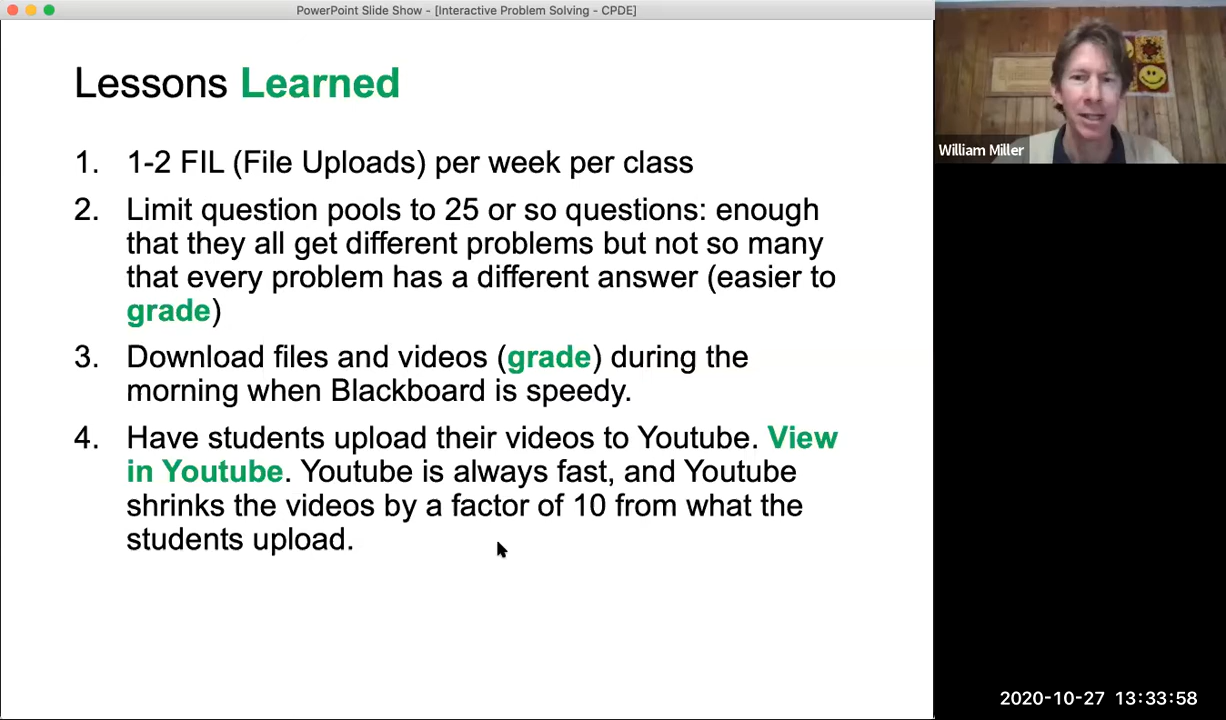 PowerPoint Slide Show - [Interactive Problem Solving - CPDE]
Lessons Learned
1. 1-2 FIL (File Uploads) per week per class
2. Limit question pools to 25 or so questions: enough
that they all get different problems but not so many
that every problem has a different answer (easier to
grade)
3. Download files and videos (grade) during the
morning when Blackboard is speedy.
4. Have students upload their videos to Youtube. View
in Youtube. Youtube is always fast, and Youtube
shrinks the videos by a factor of 10 from what the
students upload.
William Miller
2020-10-27 13:33:58